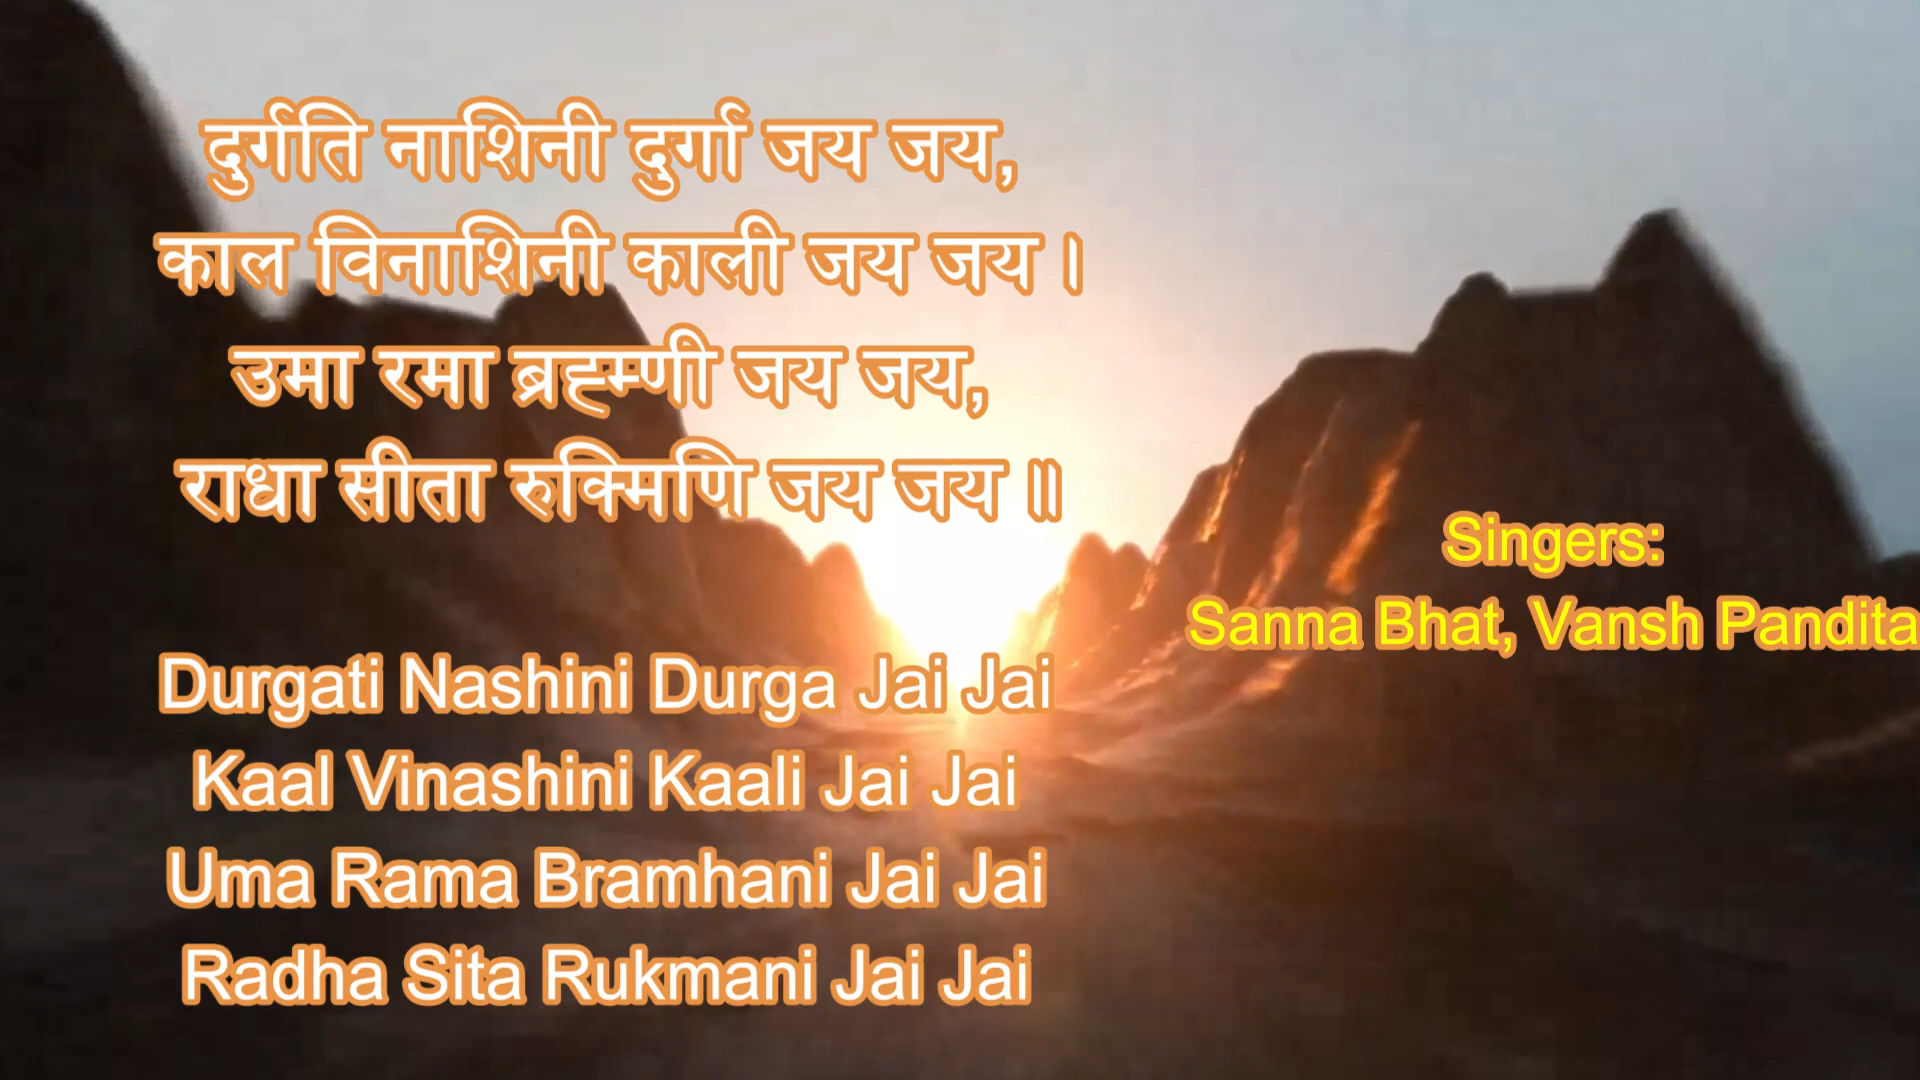 दुर्गति नाशिनी दुर्गा जय जय,
काल विनाशिनी काली जय जय ।
उमा रमा ब्रह्म्णी जय जय,
राधा सीता रुक्मिणि जय जय ॥
Durgati Nashini Durga Jai Jai
Kaal Vinashini Kaali Jai Jai
Uma Rama Bramhani Jai Jai
Radha Sita Rukmani Jai Jai
Singers:
Sanna Bhat, Vansh Pandita